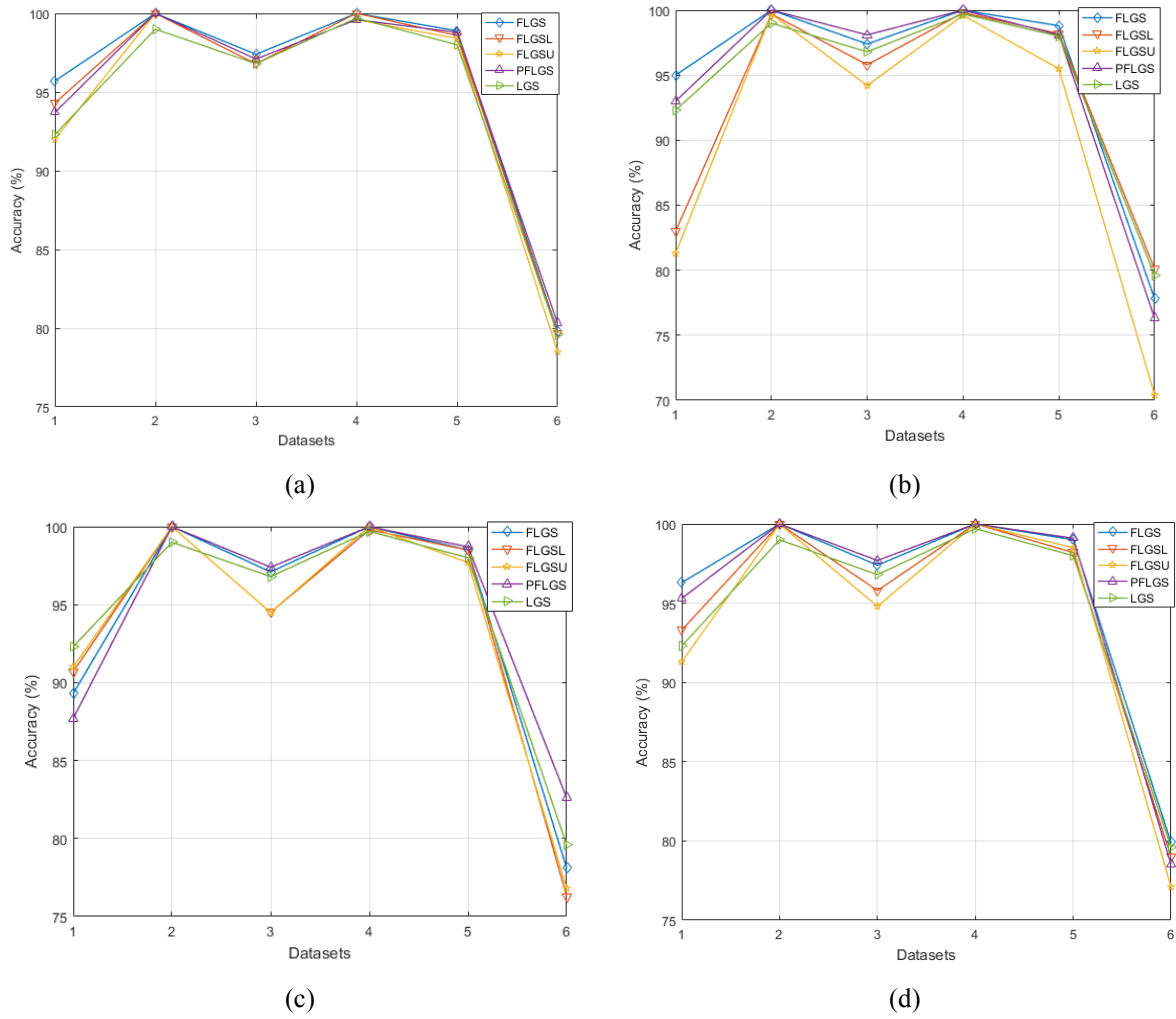 100
95
90
85
80
75
Accuracy (%)
1 2 3 4 5 6
Datasets
FLGS
FLGSL
FLGSU
PFLGS
LGS
(a)
100
95
90
85
80
75
70
Accuracy (%)
1 2 3 4 5 6
Datasets
FLGS
FLGSL
FLGSU
PFLGS
LGS
(b)
100
95
90
85
80
75
Accuracy (%)
1 2 3 4 5 6
Datasets
FLGS
FLGSL
FLGSU
PFLGS
LGS
(c)
100
95
90
85
80
75
Accuracy (%)
1 2 3 4 5 6
Datasets
FLGS
FLGSL
FLGSU
PFLGS
LGS
(d)